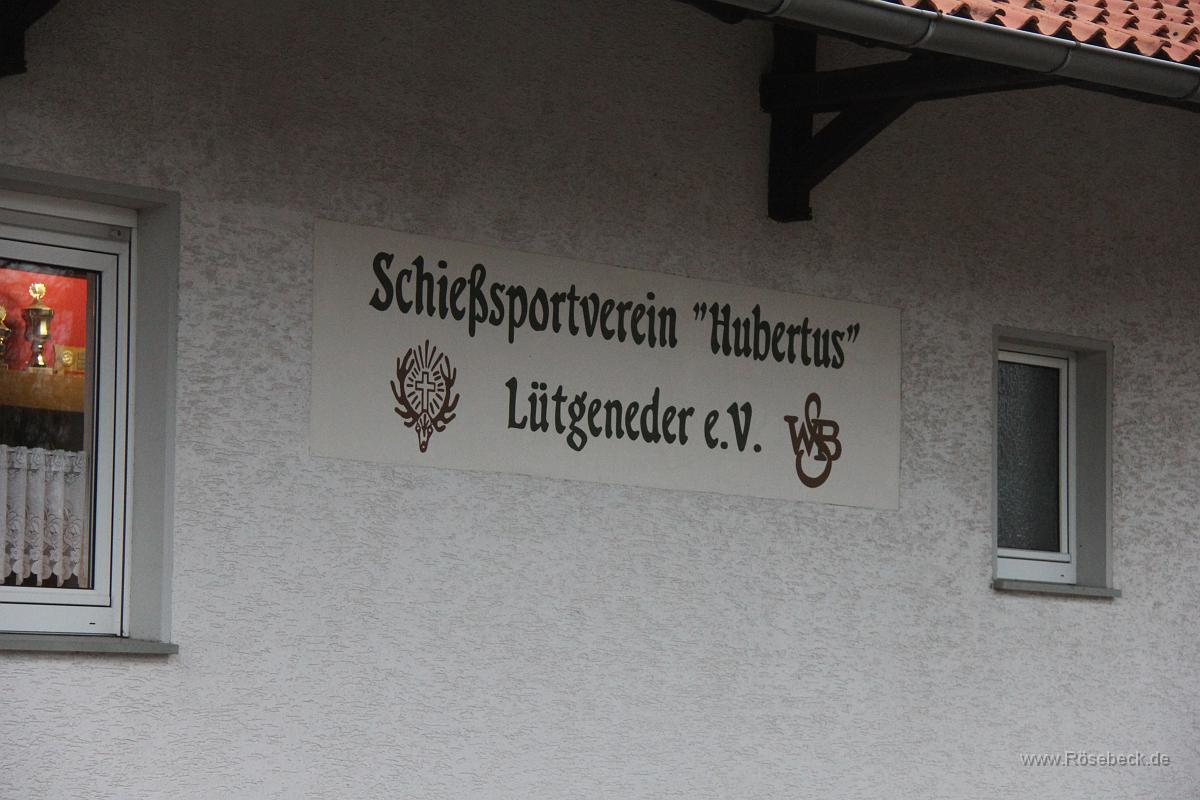 Schießsportverein "Hubertus"
Lütgeneder e.V.
WSB
www.Rösebeck.de